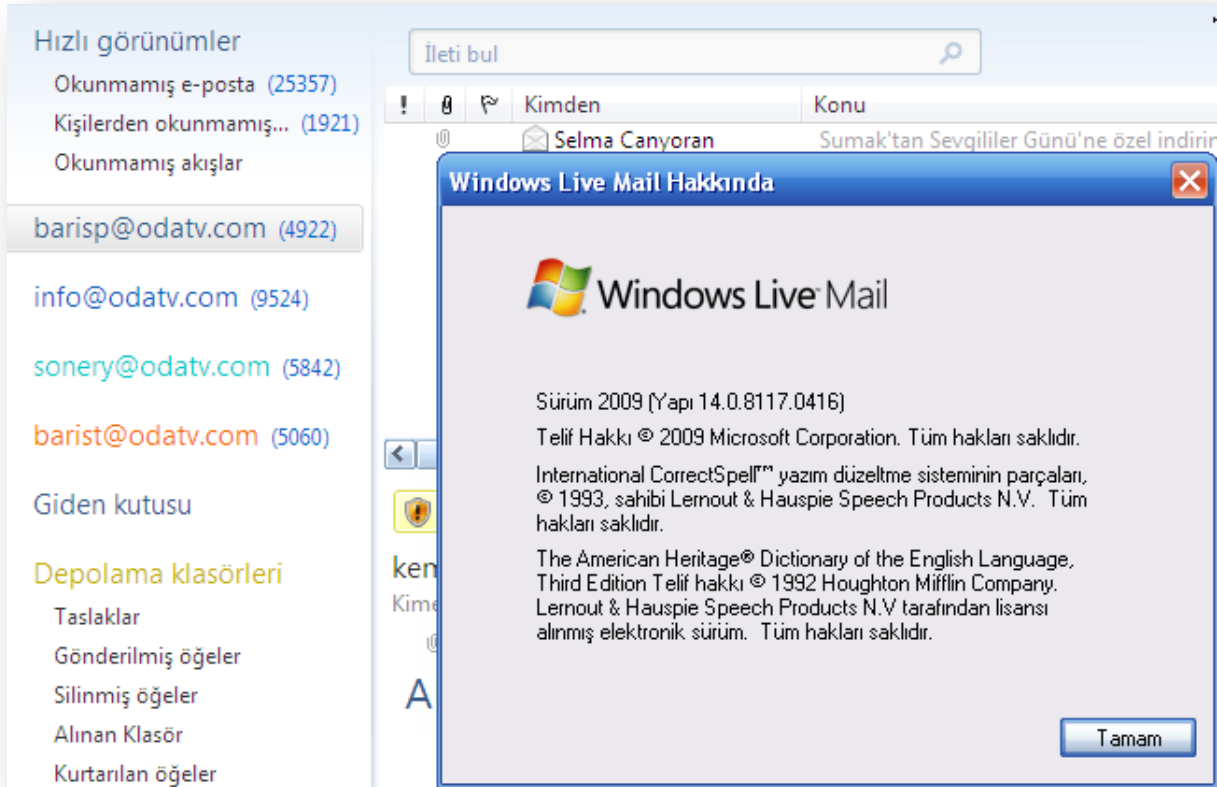 Hızlı görünümler
Okunmamış e-posta (25357)
Kişilerden okunmamış... (1921)
Okunmamış akışlar
barisp@odatv.com (4922)
info@odatv.com (9524)
sonery@odatv.com (5842)
barist@odatv.com (5060)
Giden kutusu
Depolama klasörleri
Taslaklar
Gönderilmiş öğeler
Silinmiş öğeler
Alınan Klasör
Kurtarılan öğeler
İleti bul
! Kimden Konu
Selma Canyoran Sumak'tan Sevgililer Günü'ne özel
Windows Live Mail Hakkında
Windows Live Mail
Sürüm 2009 (Yapı 14.0.8117.0416)
Telif Hakkı © 2009 Microsoft Corporation. Tüm hakları saklıdır.
International CorrectSpell™ yazım düzeltme sisteminin parçaları,
© 1993, sahibi Lernout & Hauspie Speech Products N.V. Tüm
hakları saklıdır.
The American Heritage® Dictionary of the English Language,
Third Edition Telif hakkı © 1992 Houghton Mifflin Company.
Lernout & Hauspie Speech Products N.V tarafından lisansı
alınmış elektronik sürüm. Tüm hakları saklıdır.
Tamam